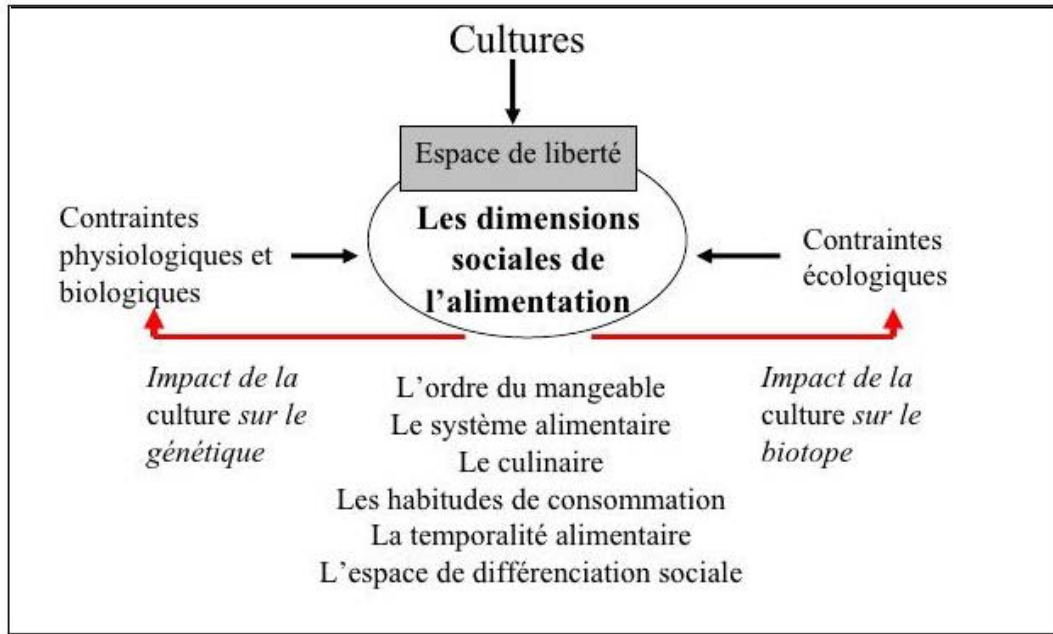 Cultures
Espace de liberté
Les dimensions
sociales de
l’alimentation
Contraintes
physiologiques et
biologiques
Contraintes
écologiques
Impact de la
culture sur le
génétique
L’ordre du mangeable
Le système alimentaire
Le culinaire
Les habitudes de consommation
La temporalité alimentaire
L’espace de différenciation sociale
Impact de la
culture sur le
biotope